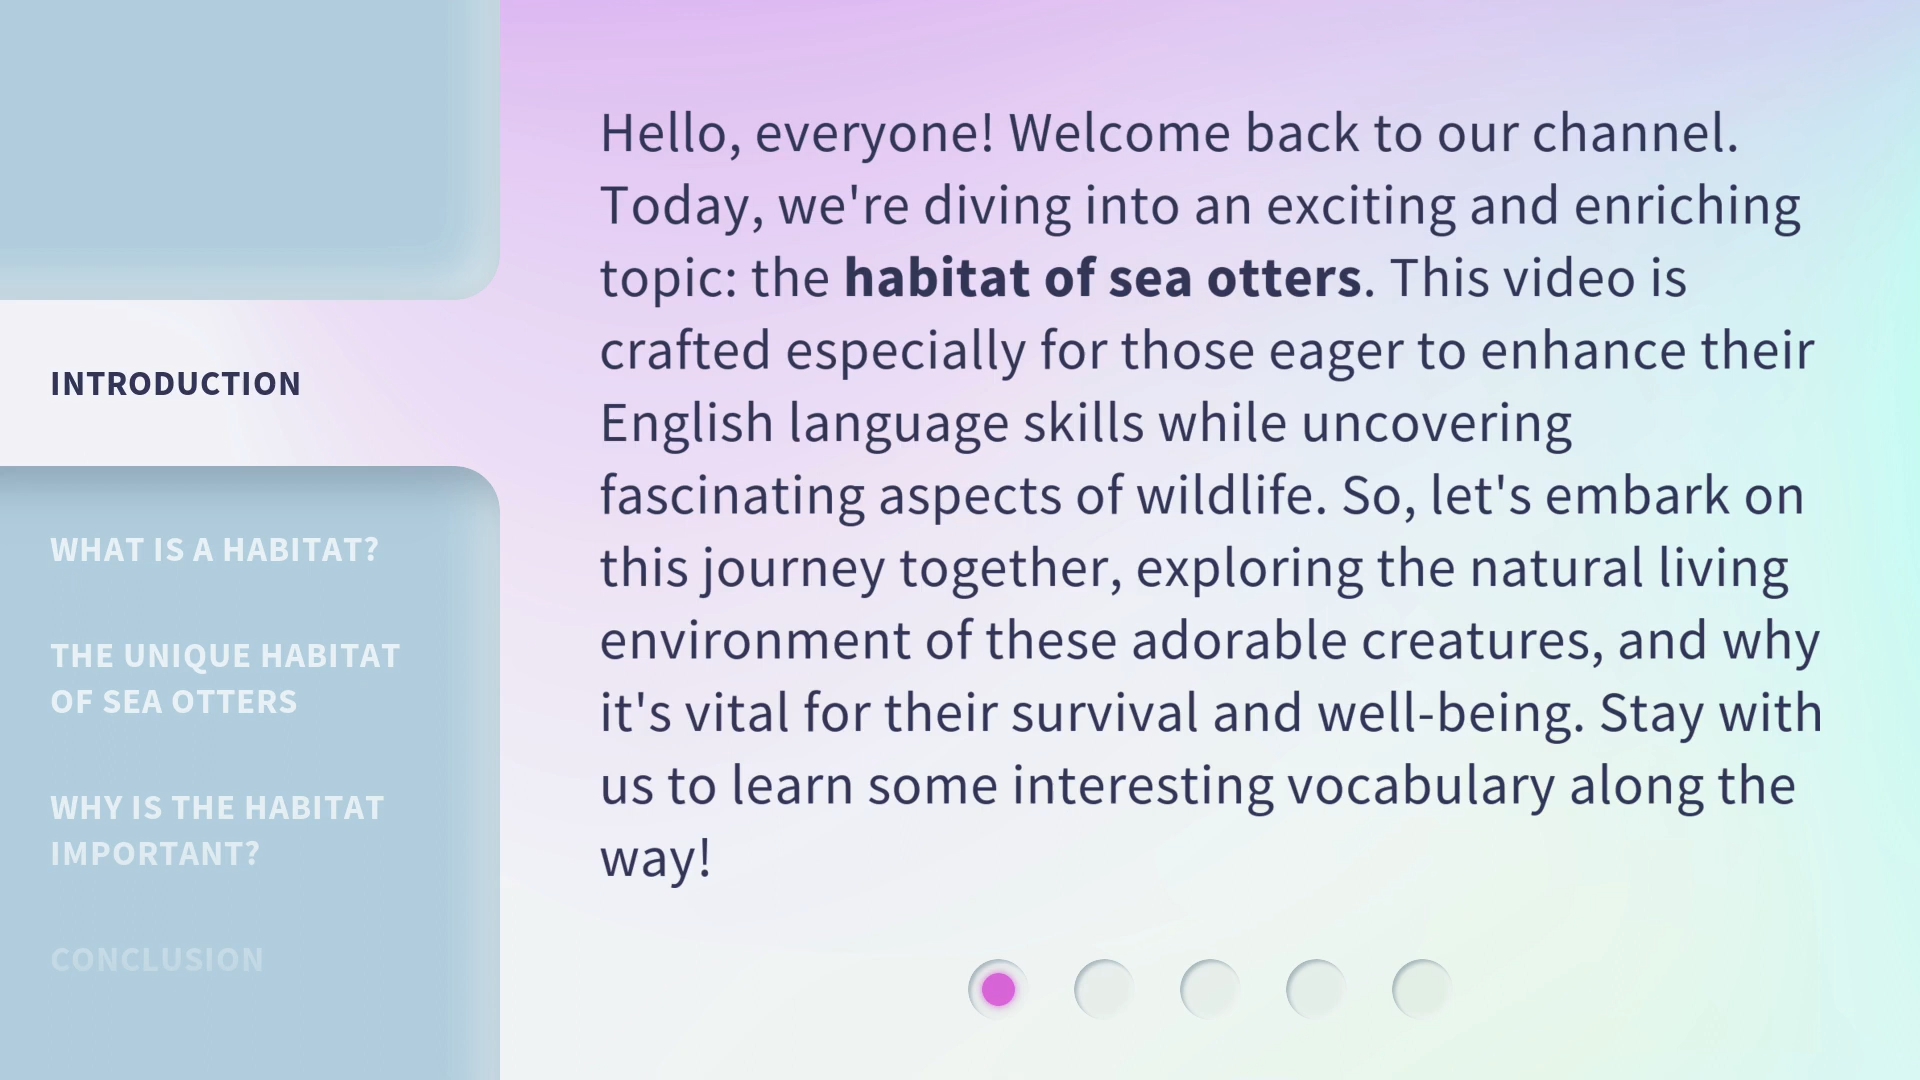 INTRODUCTION
WHAT IS A HABITAT?
THE UNIQUE HABITAT
OF SEA OTTERS
WHY IS THE HABITAT
IMPORTANT?
CONCLUSION
Hello, everyone! Welcome back to our channel.
Today, we're diving into an exciting and enriching
topic: the habitat of sea otters. This video is
crafted especially for those eager to enhance their
English language skills while uncovering
fascinating aspects of wildlife. So, let's embark on
this journey together, exploring the natural living
environment of these adorable creatures, and why
it's vital for their survival and well-being. Stay with
us to learn some interesting vocabulary along the
way!